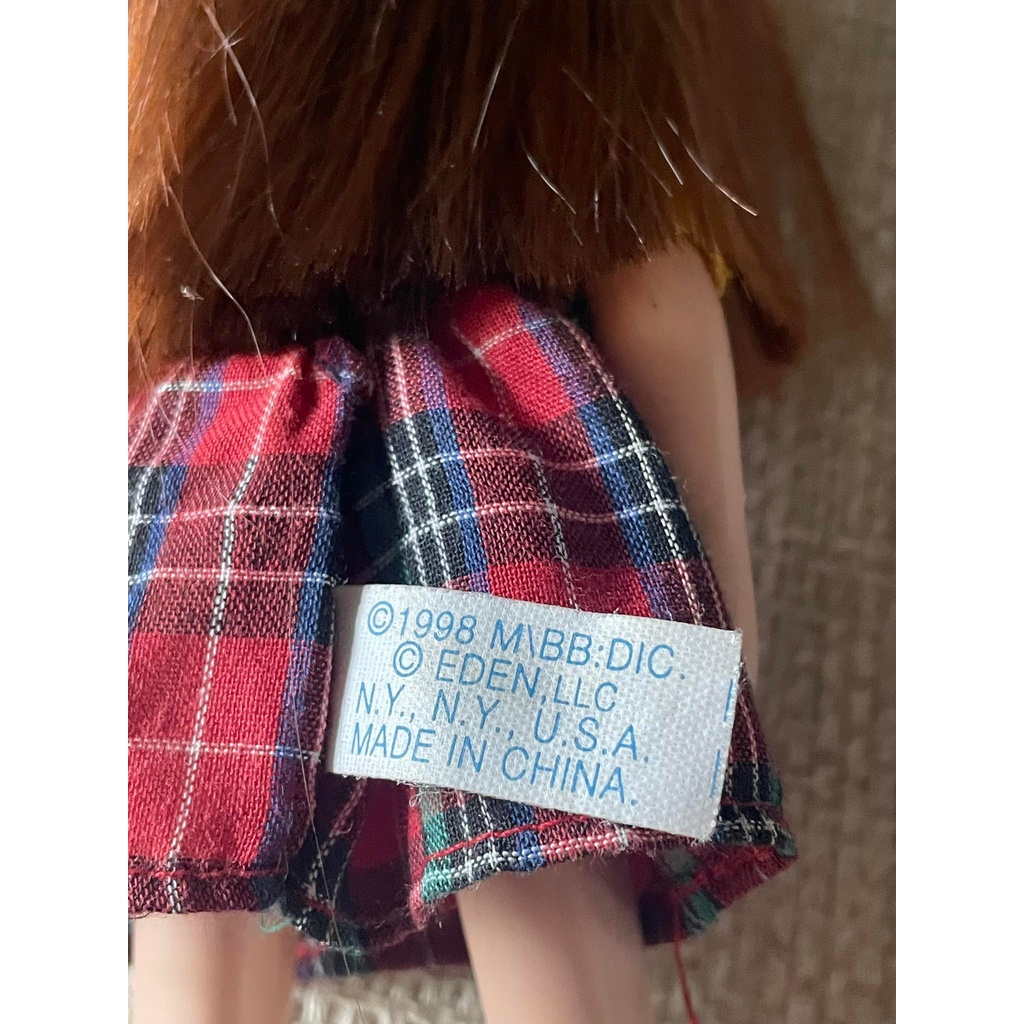 ©1998 M\BB:DIC.
© EDEN,LLC
N.Y., N.Y., U.S.A.
MADE IN CHINA.